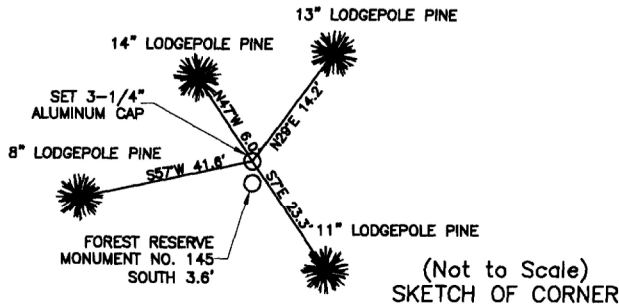 13" LODGEPOLE PINE
14" LODGEPOLE PINE
SET 3-1/4"
ALUMINUM CAP
N47°W 6.0'
N29°E 14.2'
8" LODGEPOLE PINE
S57°W 41.8'
S7°E 23.3'
FOREST RESERVE
MONUMENT NO. 145
SOUTH 3.6'
11" LODGEPOLE PINE
(Not to Scale)
SKETCH OF CORNER